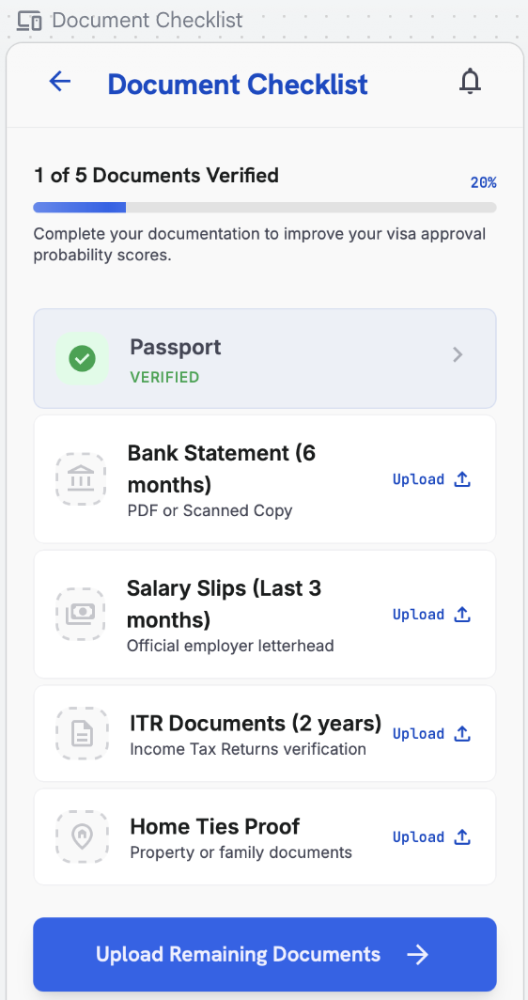 Document Checklist
Document Checklist
1 of 5 Documents Verified
20%
Complete your documentation to improve your visa approval
probability scores.
Passport
VERIFIED
Bank Statement (6
months)
PDF or Scanned Copy
Upload
Salary Slips (Last 3
months)
Official employer letterhead
Upload
ITR Documents (2 years)
Income Tax Returns verification
Upload
Home Ties Proof
Property or family documents
Upload
Upload Remaining Documents